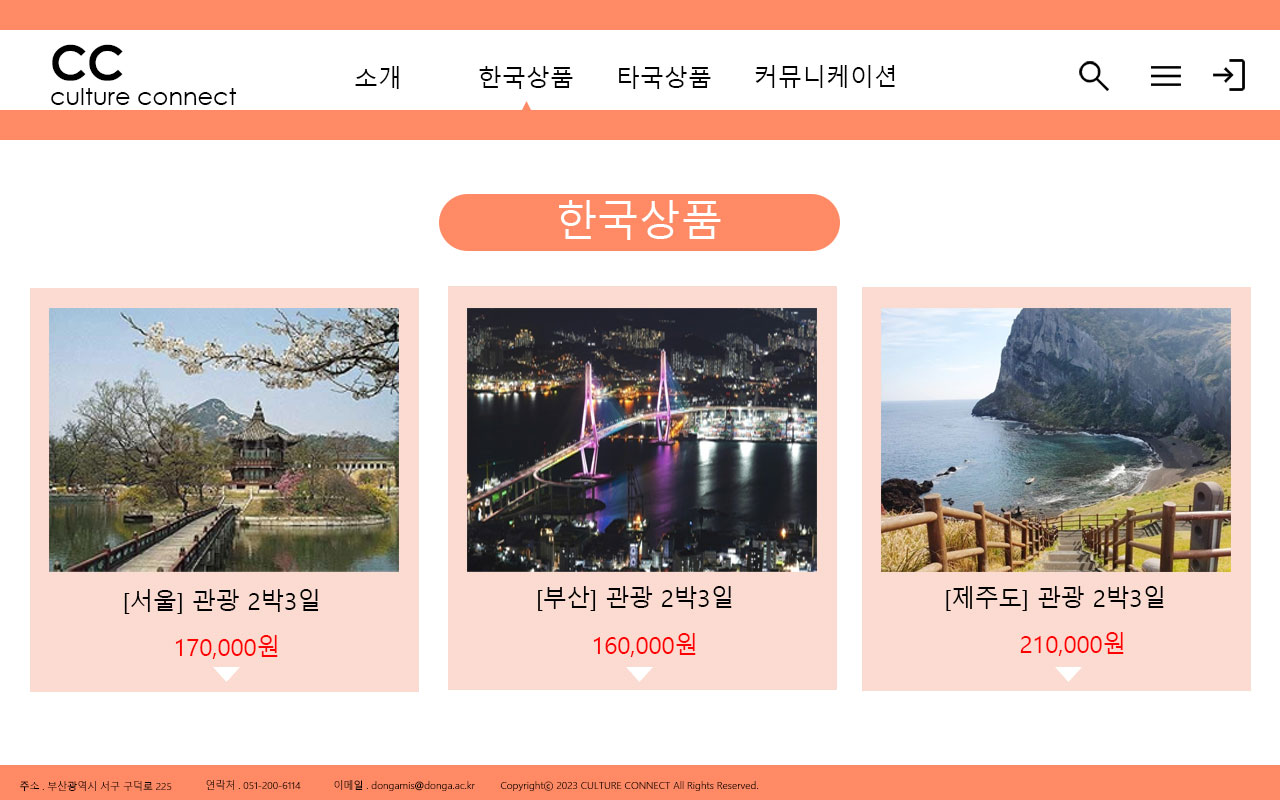 CC
culture connect
소개
한국상품
타국상품
커뮤니케이션
한국상품
[서울] 관광 2박3일
170,000원
[부산] 관광 2박3일
160,000원
[제주도] 관광 2박3일
210,000원
주소 . 부산광역시 서구 구덕로 225
연락처 . 051-200-6114
이메일 . dongamis@donga.ac.kr
Copyrightⓒ 2023 CULTURE CONNECT All Rights Reserved.